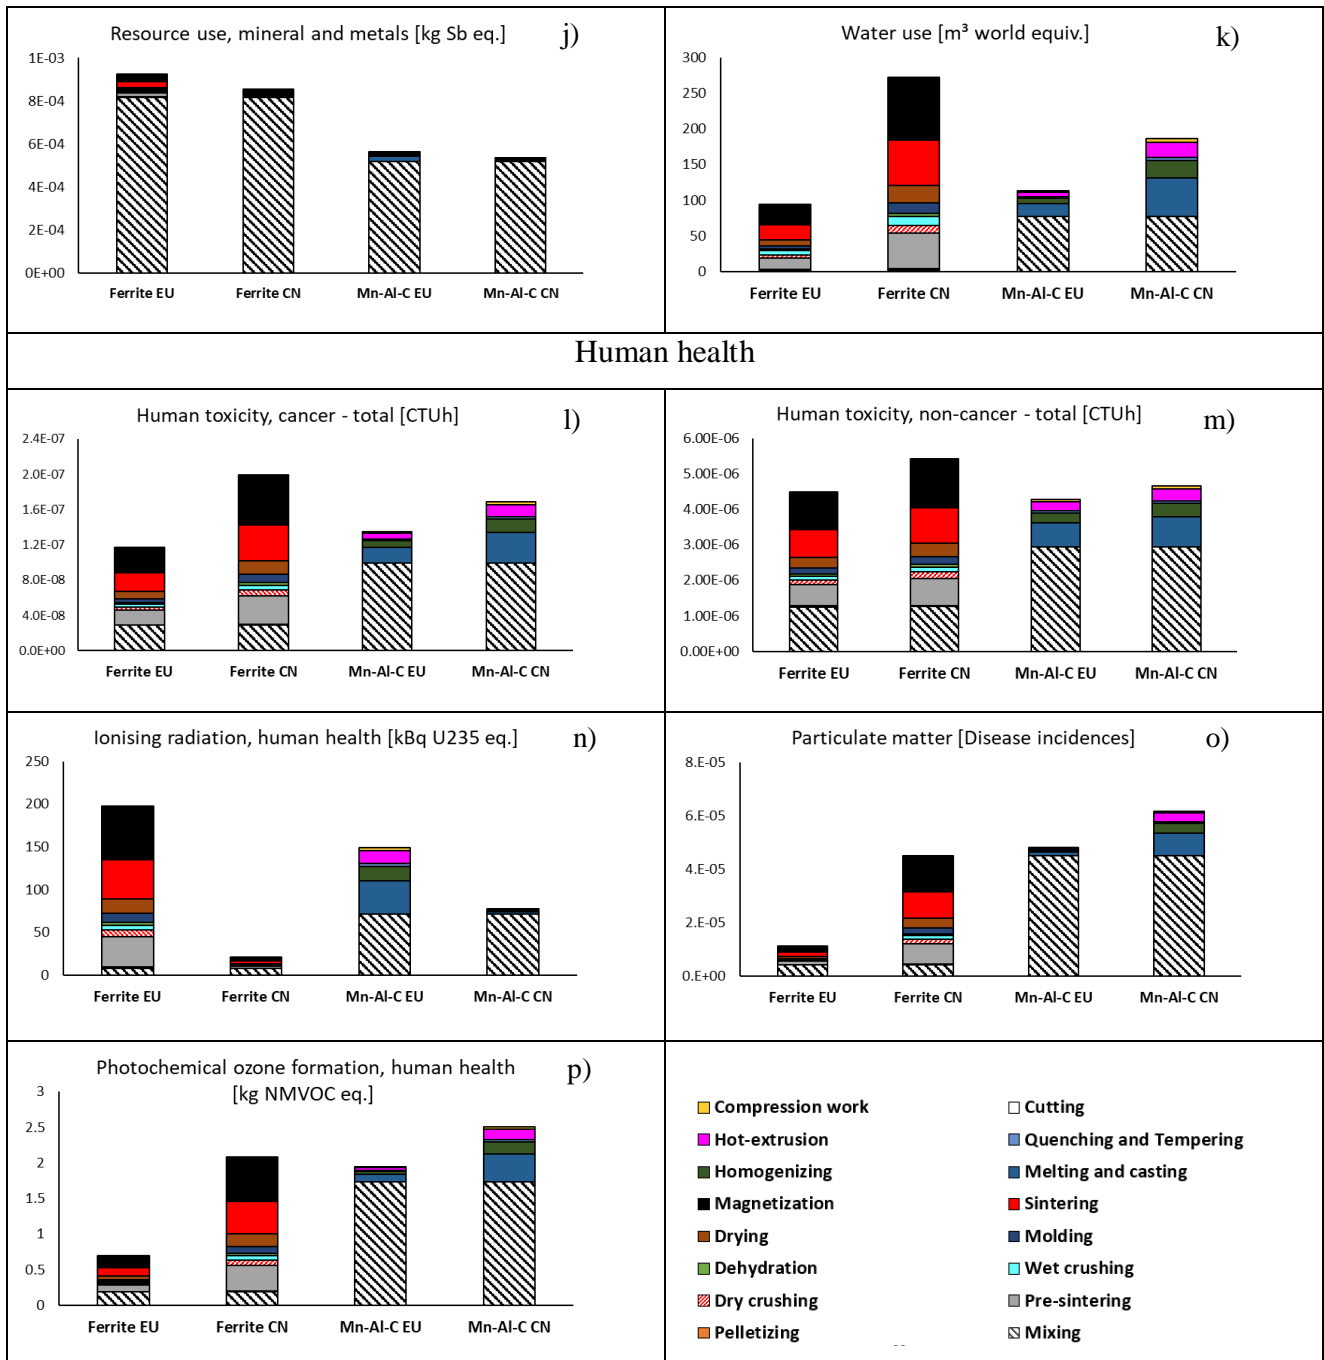 Resource use, mineral and metals [kg Sb eq.]
j)
1E-03
8E-04
6E-04
4E-04
2E-04
0E+00
Ferrite EU Ferrite CN Mn-Al-C EU Mn-Al-C CN
Water use [m³ world equiv.]
k)
300
250
200
150
100
50
0
Ferrite EU Ferrite CN Mn-Al-C EU Mn-Al-C CN
Human health
Human toxicity, cancer - total [CTUh]
l)
2.4E-07
2.0E-07
1.6E-07
1.2E-07
8.0E-08
4.0E-08
0.0E+00
Ferrite EU Ferrite CN Mn-Al-C EU Mn-Al-C CN
Human toxicity, non-cancer - total [CTUh]
m)
6.00E-06
5.00E-06
4.00E-06
3.00E-06
2.00E-06
1.00E-06
0.00E+00
Ferrite EU Ferrite CN Mn-Al-C EU Mn-Al-C CN
Ionising radiation, human health [kBq U235 eq.]
n)
250
200
150
100
50
0
Ferrite EU Ferrite CN Mn-Al-C EU Mn-Al-C CN
Particulate matter [Disease incidences]
o)
8.E-05
6.E-05
4.E-05
2.E-05
0.E+00
Ferrite EU Ferrite CN Mn-Al-C EU Mn-Al-C CN
Photochemical ozone formation, human health
[kg NMVOC eq.]
p)
3
2.5
2
1.5
1
0.5
0
Ferrite EU Ferrite CN Mn-Al-C EU Mn-Al-C CN
Compression work Cutting
Hot-extrusion Quenching and Tempering
Homogenizing Melting and casting
Magnetization Sintering
Drying Molding
Dehydration Wet crushing
Dry crushing Pre-sintering
Pelletizing Mixing